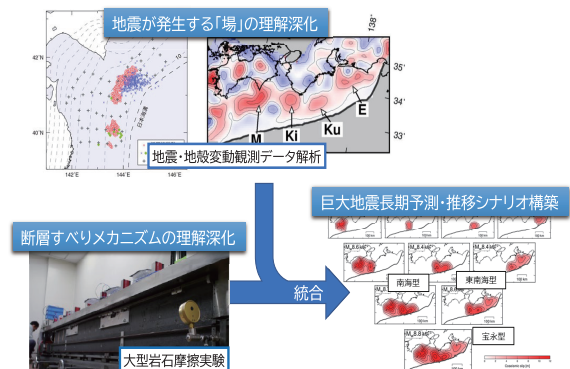 地震が発生する「場」の理解深化
42°N
40°N
142°E
144°E
146°E
日本海溝
138°
35°
34°
33°
M
Ki
Ku
E
地震・地殻変動観測データ解析
断層すべりメカニズムの理解深化
大型岩石摩擦実験
統合
巨大地震長期予測・推移シナリオ構築
南海型
東南海型
宝永型